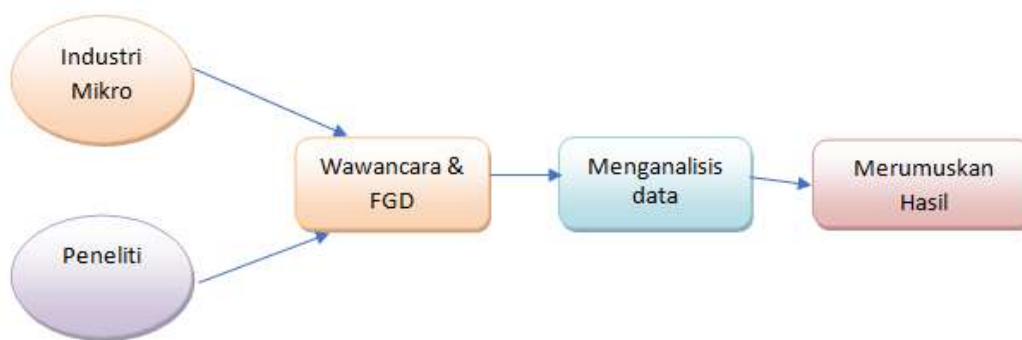 Industri
Mikro
Wawancara &
FGD
Menganalisis
data
Merumuskan
Hasil
Peneliti